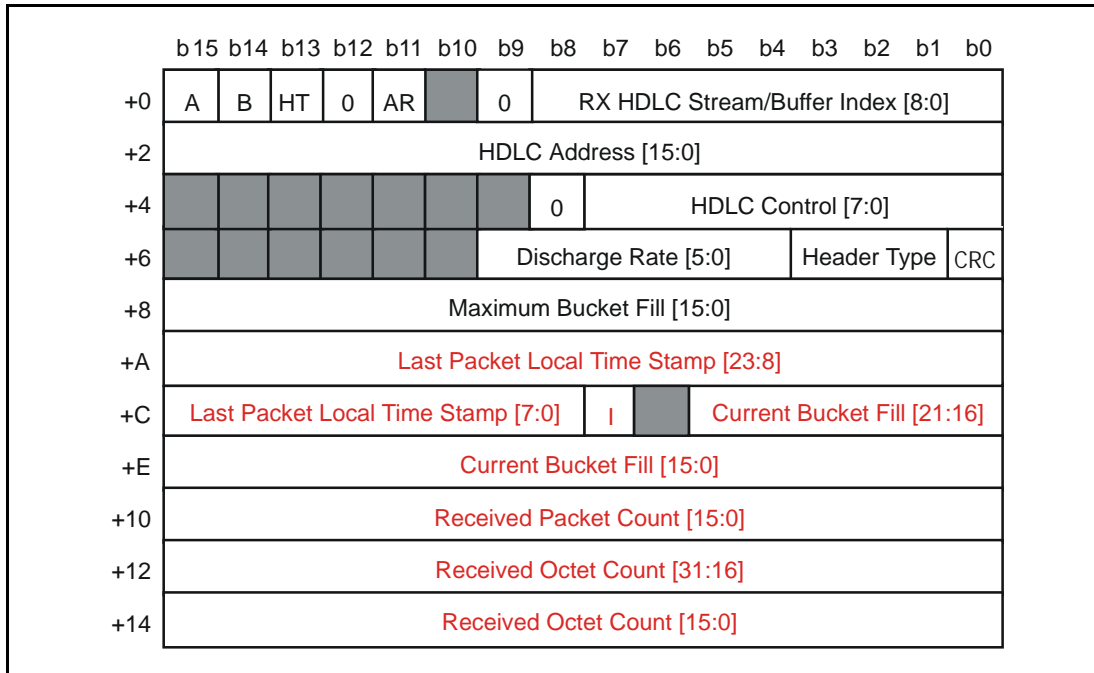 b15 b14 b13 b12 b11 b10 b9 b8 b7 b6 b5 b4 b3 b2 b1 b0
+0 A B HT 0 AR 0 RX HDLC Stream/Buffer Index [8:0]
+2 HDLC Address [15:0]
+4 0 HDLC Control [7:0]
+6 Discharge Rate [5:0] Header Type CRC
+8 Maximum Bucket Fill [15:0]
+A Last Packet Local Time Stamp [23:8]
+C Last Packet Local Time Stamp [7:0] I Current Bucket Fill [21:16]
+E Current Bucket Fill [15:0]
+10 Received Packet Count [15:0]
+12 Received Octet Count [31:16]
+14 Received Octet Count [15:0]